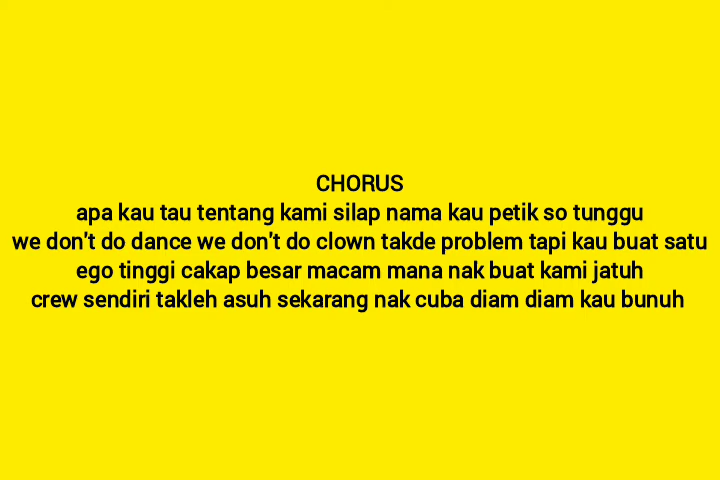 CHORUS
apa kau tau tentang kami silap nama kau petik so tunggu
we don't do dance we don't do clown takde problem tapi kau buat satu
ego tinggi cakap besar macam mana nak buat kami jatuh
crew sendiri takleh asuh sekarang nak cuba diam diam kau bunuh